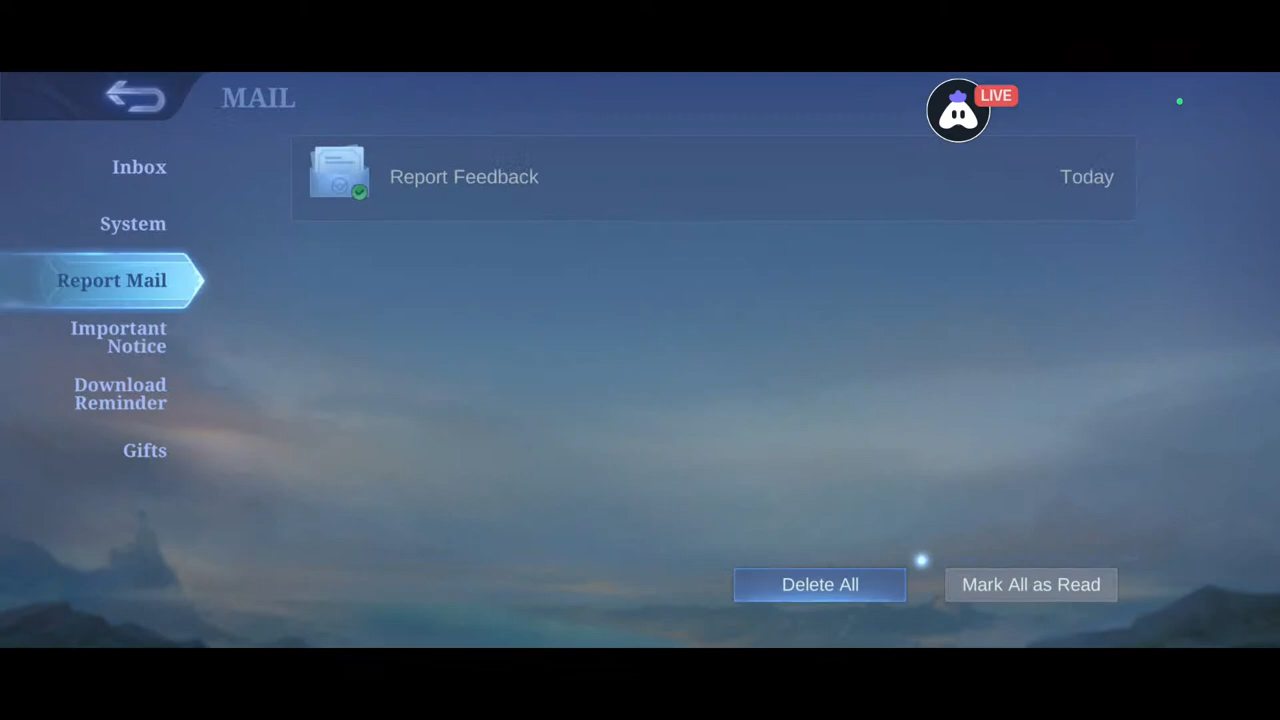 MAIL
LIVE
Inbox
Report Feedback
Today
System
Report Mail
Important
Notice
Download
Reminder
Gifts
Delete All
Mark All as Read